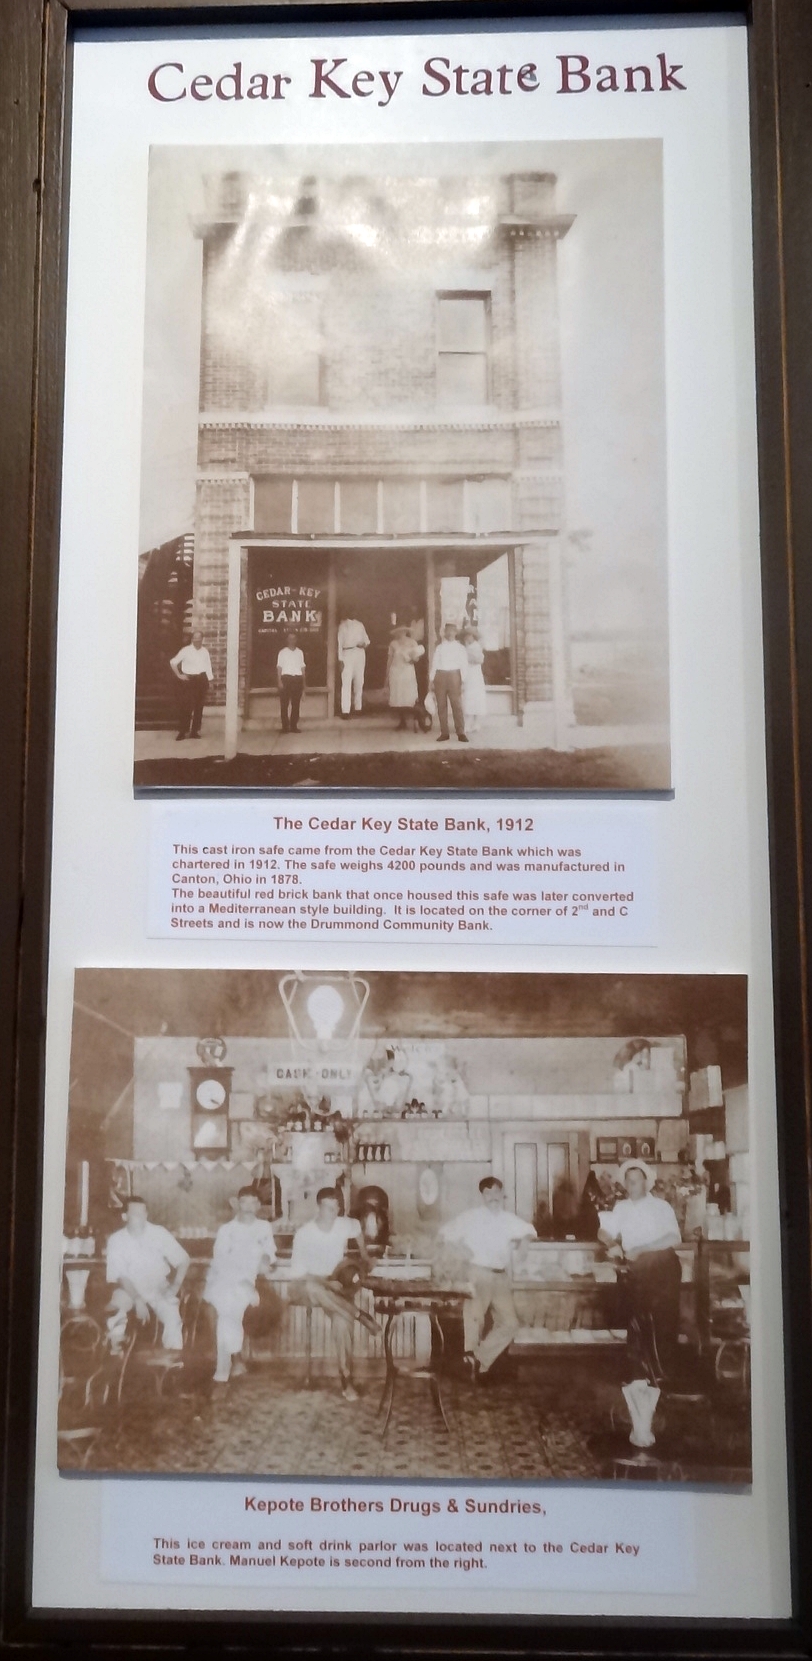 Cedar Key State Bank
CEDAR-KEY
STATE
BANK
The Cedar Key State Bank, 1912
This cast iron safe came from the Cedar Key State Bank which was
chartered in 1912. The safe weighs 4200 pounds and was manufactured in
Canton, Ohio in 1878.
The beautiful red brick bank that once housed this safe was later converted
into a Mediterranean style building. It is located on the corner of 2nd and C
Streets and is now the Drummond Community Bank.
CASH-ONLY
Kepote Brothers Drugs & Sundries,
This ice cream and soft drink parlor was located next to the Cedar Key
State Bank. Manuel Kepote is second from the right.